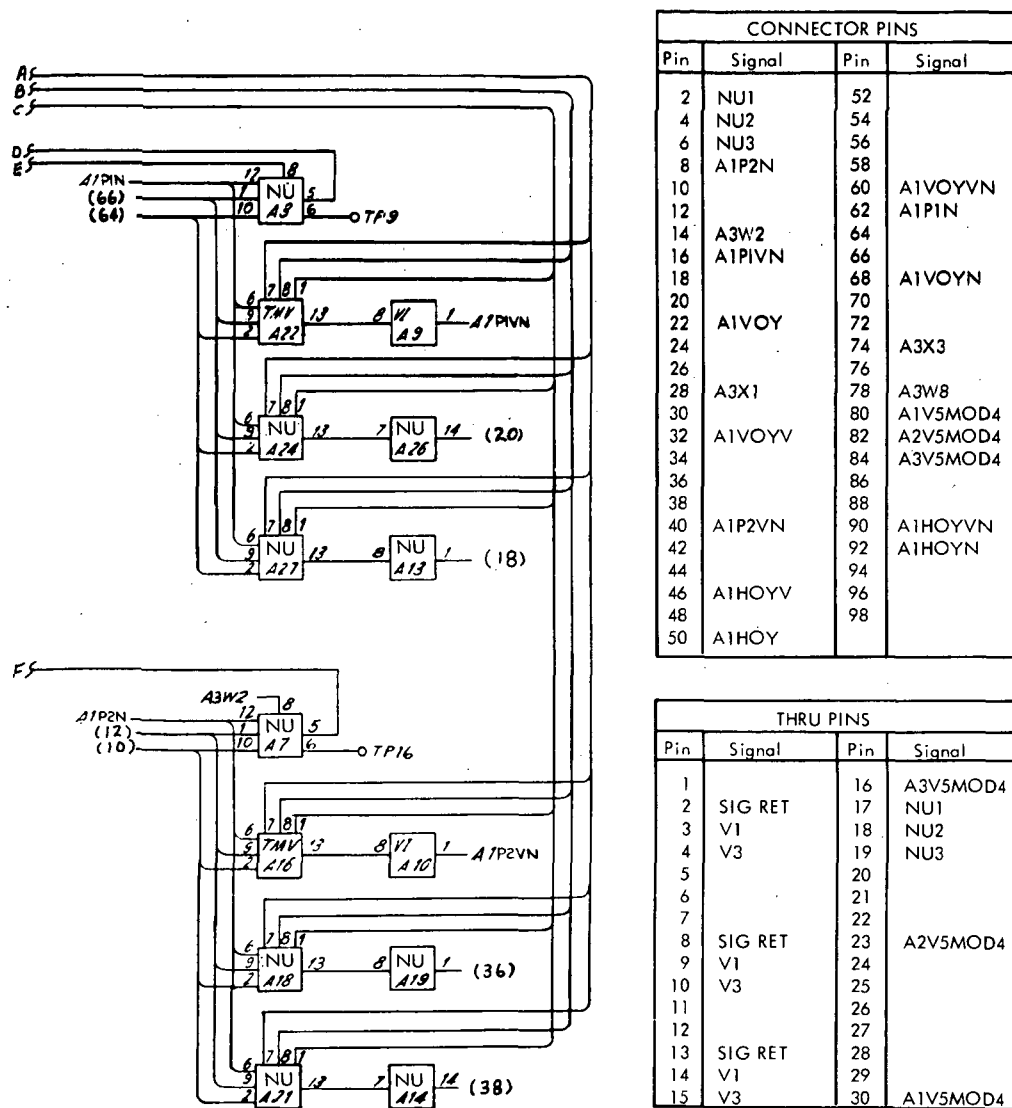 A
B
C
D
E
A1P1N
(66)
(64)
12 8
1 NU 5
10 A8 6 TP9
7 8 1
6 TMV 13 8 VI 1 A1PIVN
9 A22 A9
2
7 8 1
6 NU 13 7 NU 14 (20)
9 A24 A26
2
7 8 1
6 NU 13 8 NU 1 (18)
9 A27 A13
2
F
A3W2 8
A1P2N 12
(12) 1 NU 5
(10) 10 A7 6 TP16
7 8 1
6 TMV 13 8 VI 1 A1P2VN
9 A16 A10
2
7 8 1
6 NU 13 8 NU 1 (36)
9 A18 A19
2
7 8 1
6 NU 13 7 NU 14 (38)
9 A21 A14
2
CONNECTOR PINS
Pin Signal Pin Signal
2 NU1 52
4 NU2 54
6 NU3 56
8 A1P2N 58
10 60 A1VOYVN
12 62 A1P1N
14 A3W2 64
16 A1PIVN 66
18 68 A1VOYN
20 70
22 A1VOY 72
24 74 A3X3
26 76
28 A3X1 78 A3W8
30 80 A1V5MOD4
32 A1VOYV 82 A2V5MOD4
34 84 A3V5MOD4
36 86
38 88
40 A1P2VN 90 A1HOYVN
42 92 A1HOYN
44 94
46 A1HOYV 96
48 98
50 A1HOY
THRU PINS
Pin Signal Pin Signal
1 16 A3V5MOD4
2 SIG RET 17 NU1
3 V1 18 NU2
4 V3 19 NU3
5 20
6 21
7 22
8 SIG RET 23 A2V5MOD4
9 V1 24
10 V3 25
11 26
12 27
13 SIG RET 28
14 V1 29
15 V3 30 A1V5MOD4